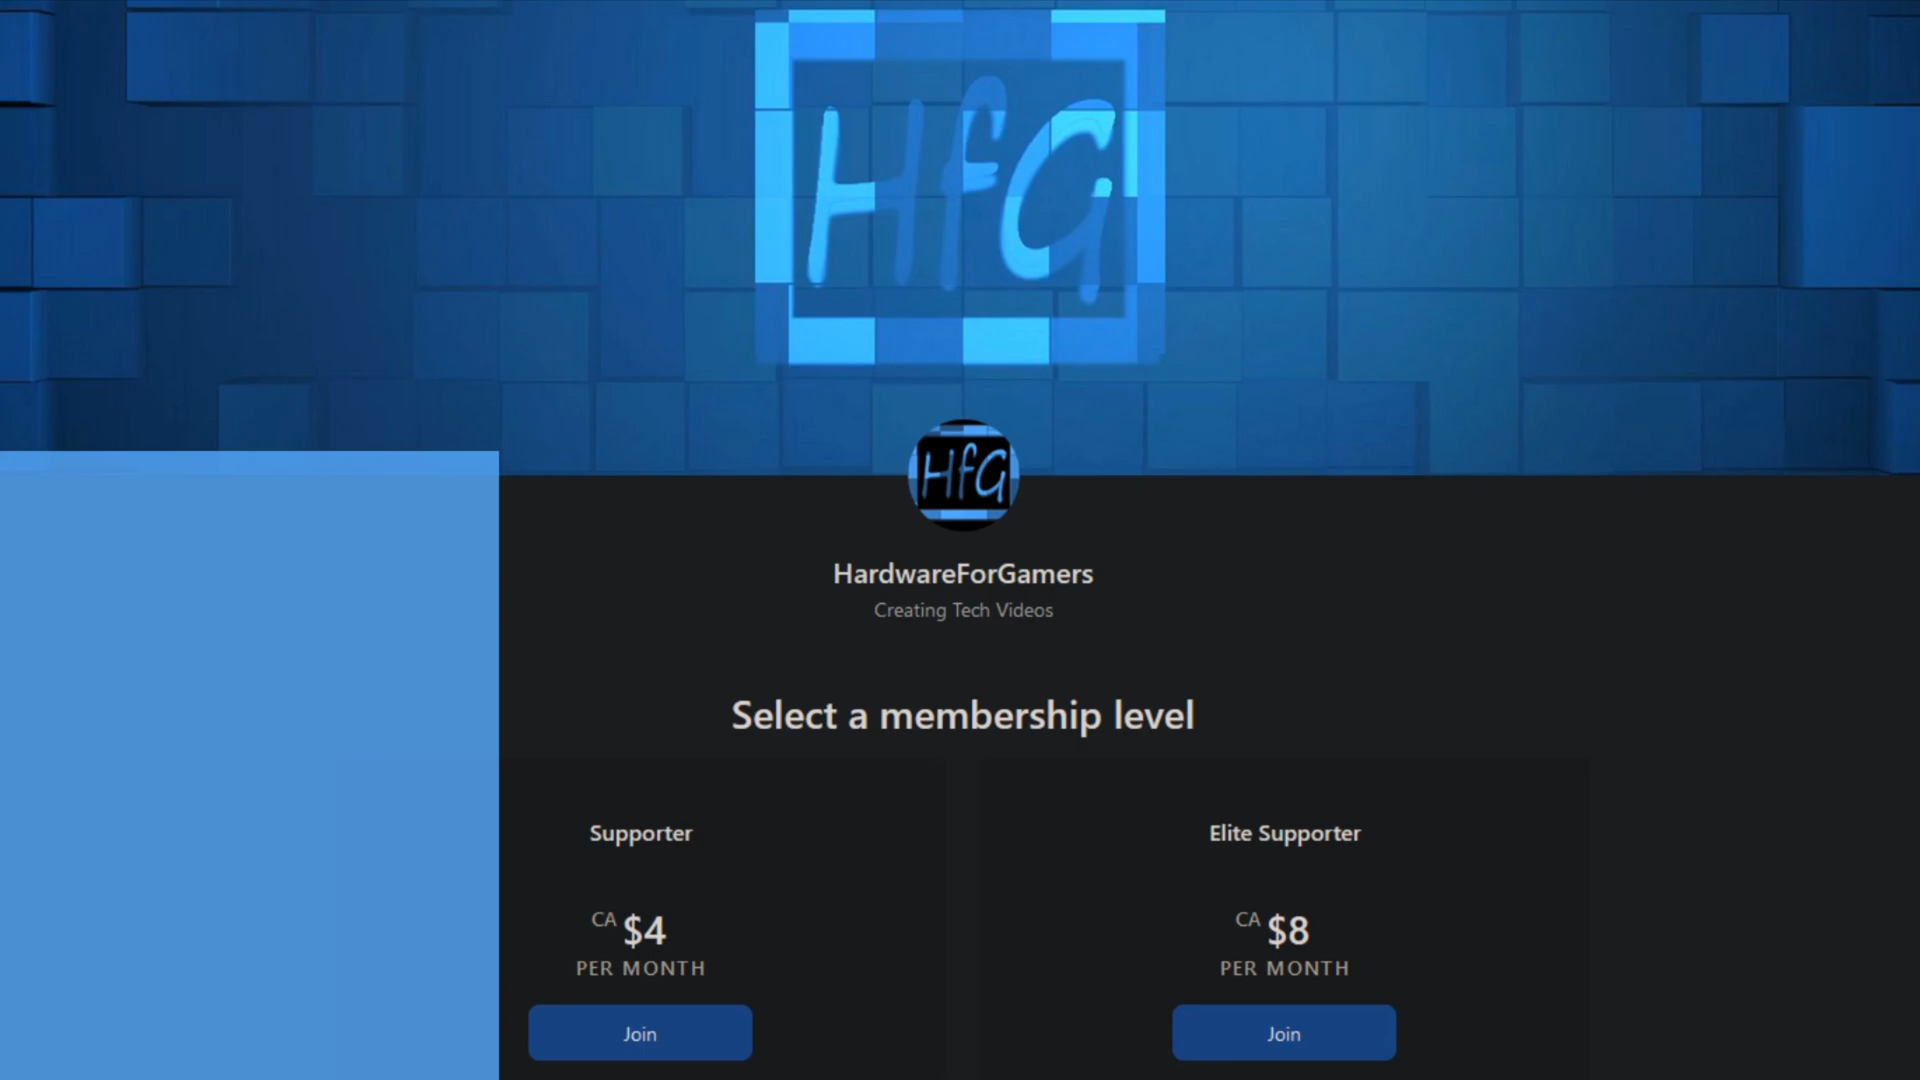 HfG
HfG
HardwareForGamers
Creating Tech Videos
Select a membership level
Supporter
CA $4
PER MONTH
Join
Elite Supporter
CA $8
PER MONTH
Join